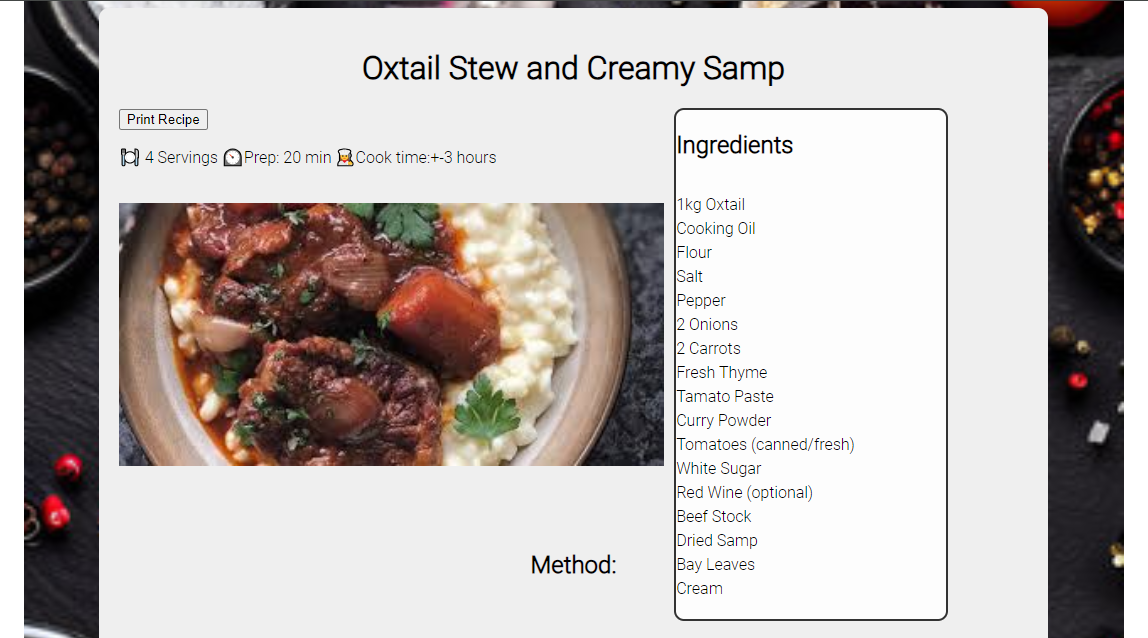 Oxtail Stew and Creamy Samp
Print Recipe
4 Servings Prep: 20 min Cook time:+-3 hours
Ingredients
1kg Oxtail
Cooking Oil
Flour
Salt
Pepper
2 Onions
2 Carrots
Fresh Thyme
Tamato Paste
Curry Powder
Tomatoes (canned/fresh)
White Sugar
Red Wine (optional)
Beef Stock
Dried Samp
Bay Leaves
Cream
Method: